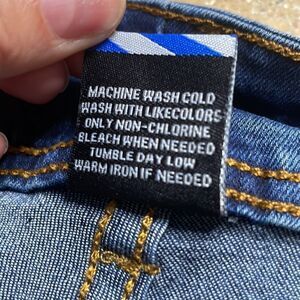 MACHINE WASH COLD
WASH WITH LIKECOLORS
ONLY NON-CHLORINE
BLEACH WHEN NEEDED
TUMBLE DAY LOW
WARM IRON IF NEEDED